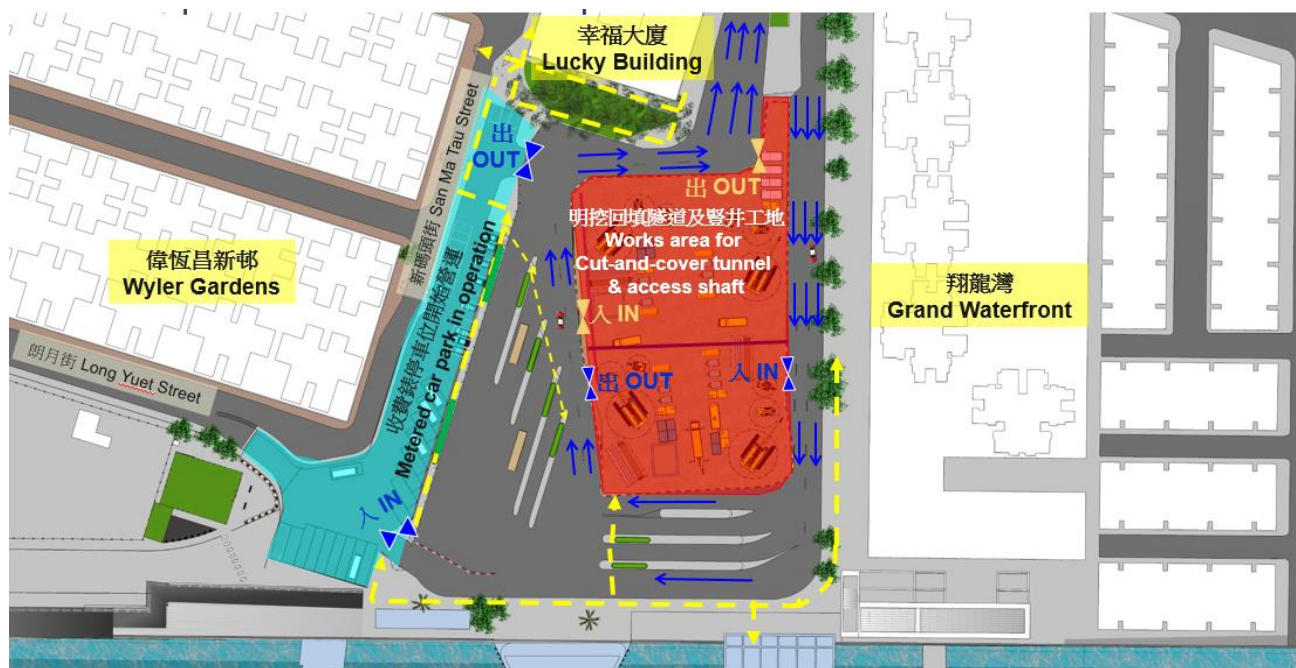 幸福大廈
Lucky Building
新碼頭街 San Ma Tau Street
出
OUT
出 OUT
明挖回填隧道及豎井工地
Works area for
Cut-and-cover tunnel
& access shaft
偉恆昌新邨
Wyler Gardens
收費錶停車位開始營運
Metered car park in operation
翔龍灣
Grand Waterfront
入 IN
朗月街 Long Yuet Street
出 OUT
入 IN
入 IN